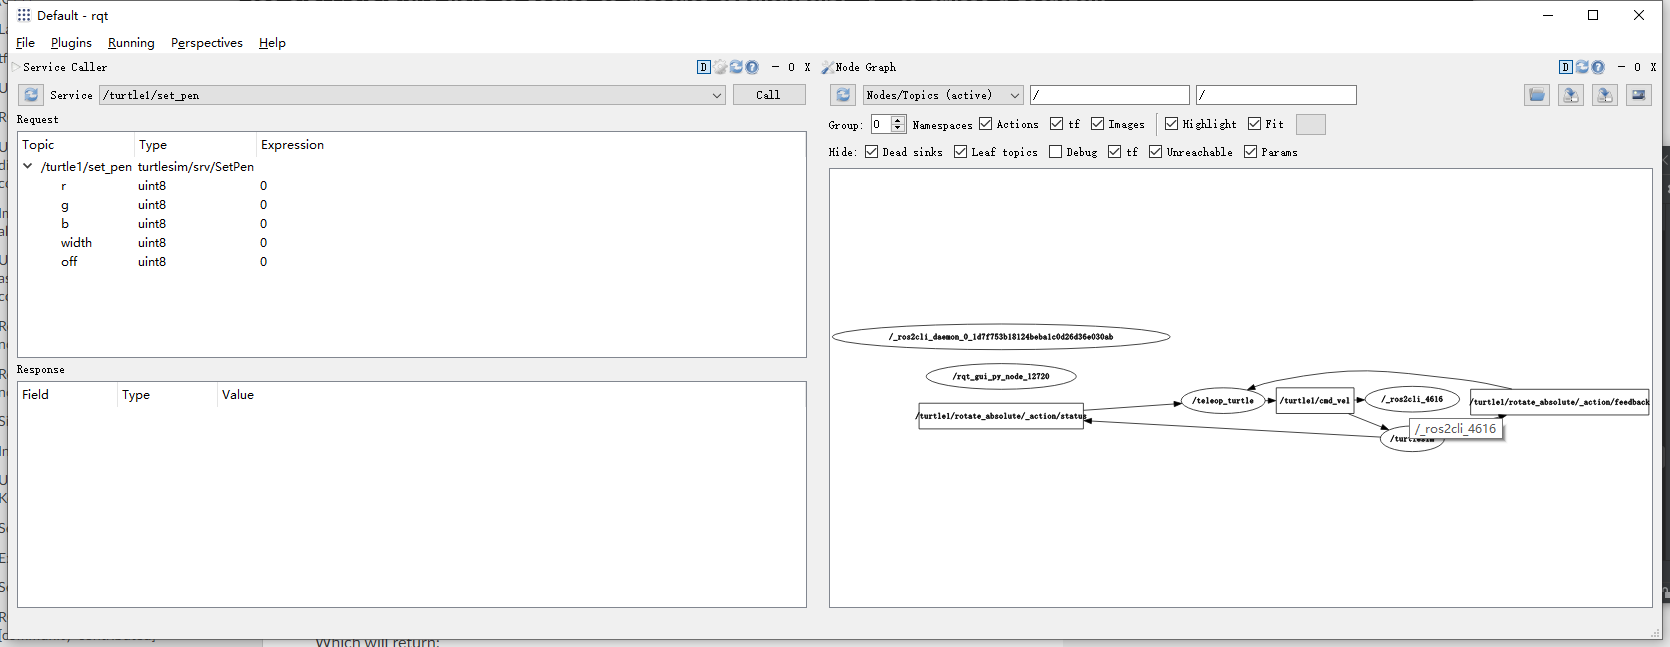 Default - rqt
File Plugins Running Perspectives Help
Service Caller D - O X
Service /turtle1/set_pen Call
Request
Topic Type Expression
/turtle1/set_pen turtlesim/srv/SetPen
r uint8 0
g uint8 0
b uint8 0
width uint8 0
off uint8 0
Response
Field Type Value
Node Graph D - O X
Nodes/Topics (active) / /
Group: 0 Namespaces Actions tf Images Highlight Fit
Hide: Dead sinks Leaf topics Debug tf Unreachable Params
/_ros2cli_daemon_0_1d7f753b18124beba1c0d26d36e030ab
/rqt_gui_py_node_12720
/teleop_turtle /turtle1/cmd_vel /_ros2cli_4616 /turtle1/rotate_absolute/_action/feedback
/turtle1/rotate_absolute/_action/status
/_ros2cli_4616
/turtlesim
Which will return: